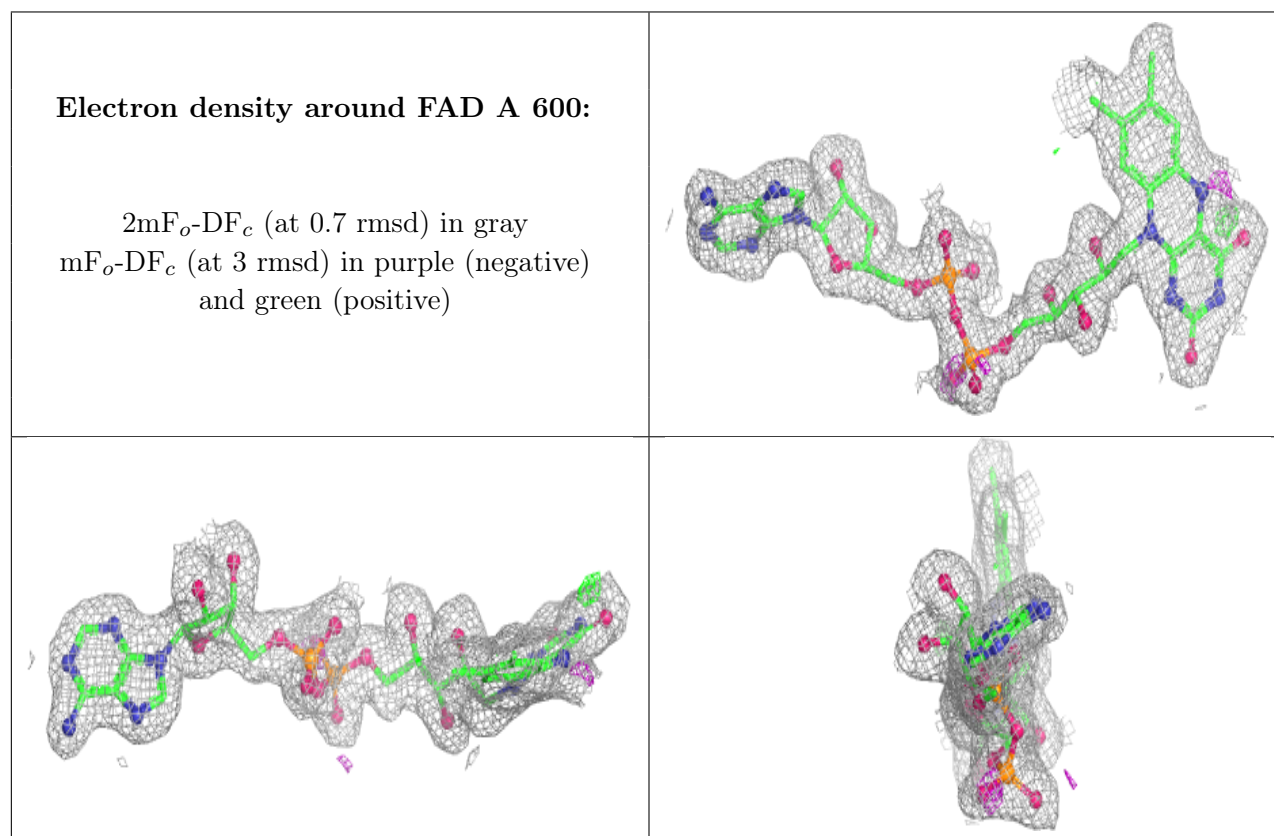 Electron density around FAD A 600:
2mFo-DFc (at 0.7 rmsd) in gray
mFo-DFc (at 3 rmsd) in purple (negative)
and green (positive)